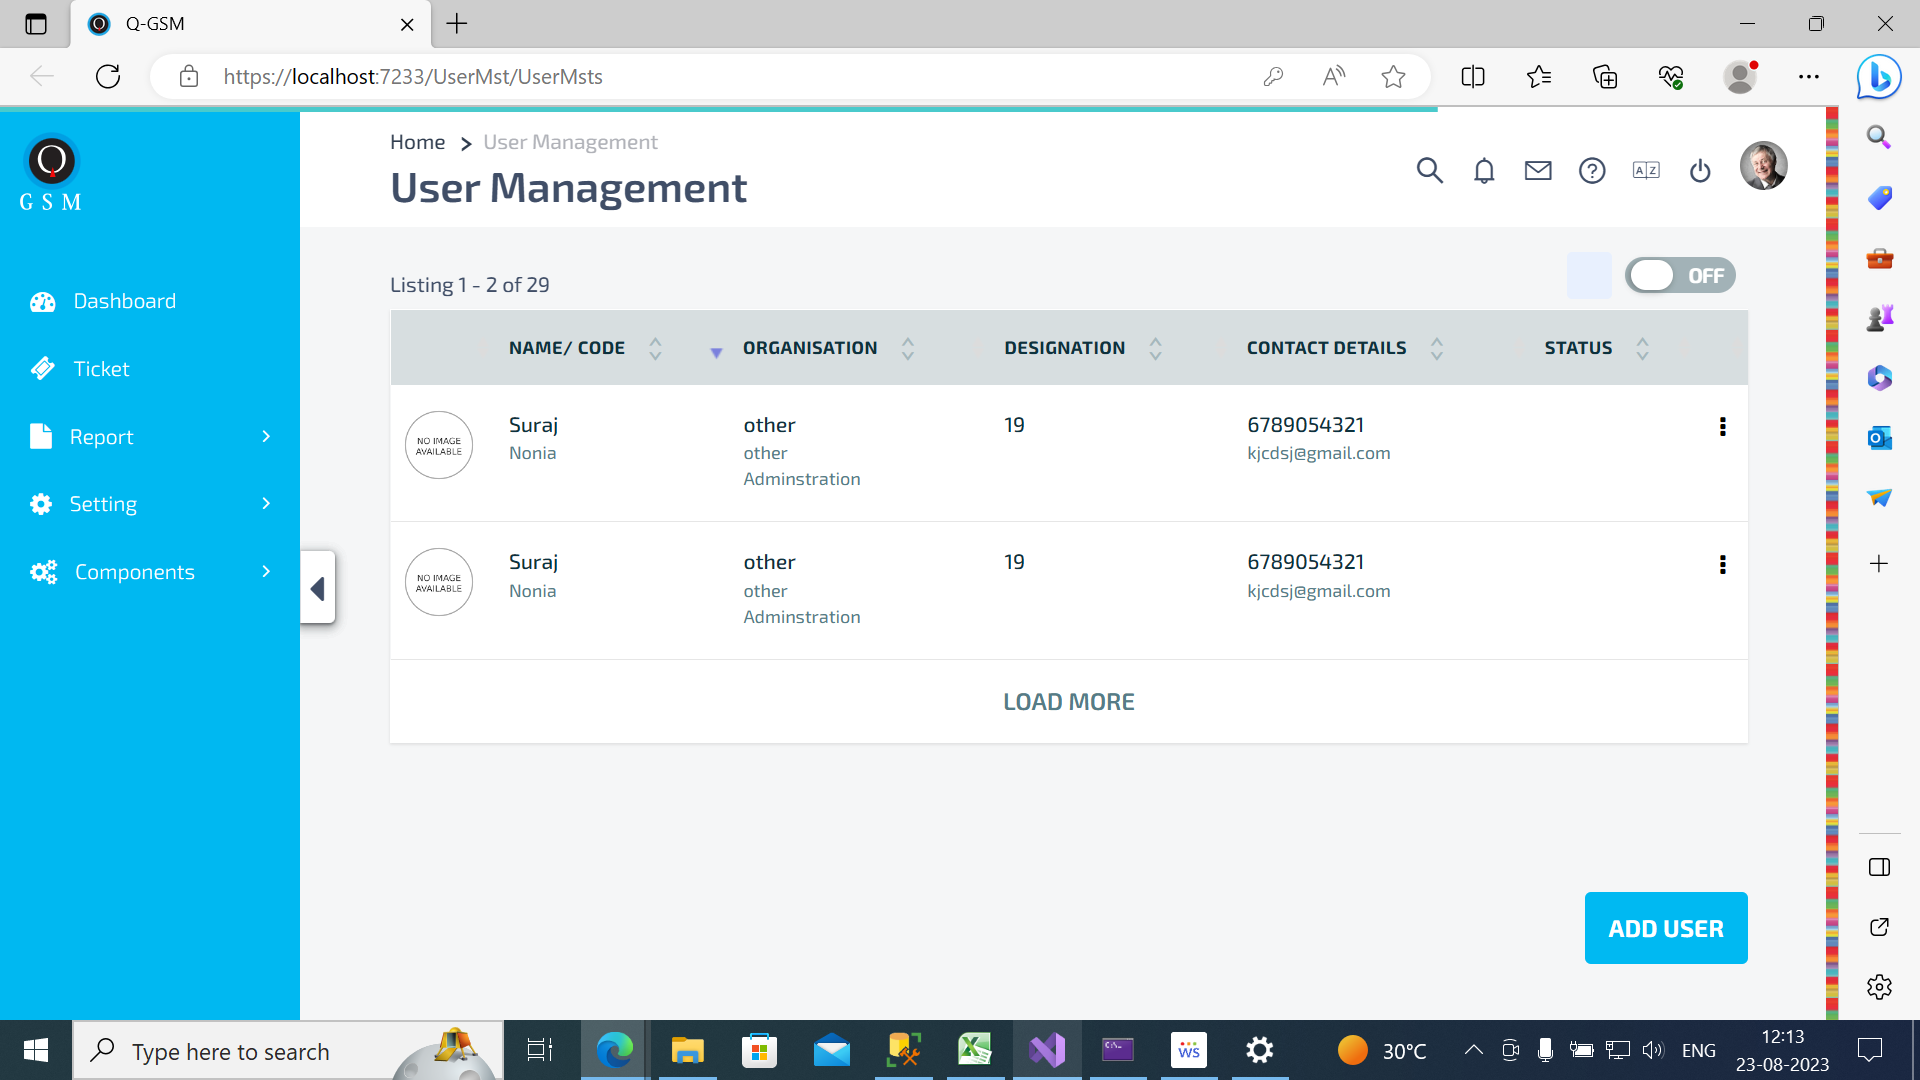 Q-GSM
https://localhost:7233/UserMst/UserMsts
Q
GSM
Home > User Management
User Management
A Z
Dashboard
Ticket
Report
Setting
Components
Listing 1 - 2 of 29
OFF
NAME/ CODE ORGANISATION DESIGNATION CONTACT DETAILS STATUS
NO IMAGE
AVAILABLE
Suraj other 19 6789054321
Nonia other kjcdsj@gmail.com
Adminstration
NO IMAGE
AVAILABLE
Suraj other 19 6789054321
Nonia other kjcdsj@gmail.com
Adminstration
LOAD MORE
ADD USER
Type here to search
WS
30°C
ENG
12:13
23-08-2023